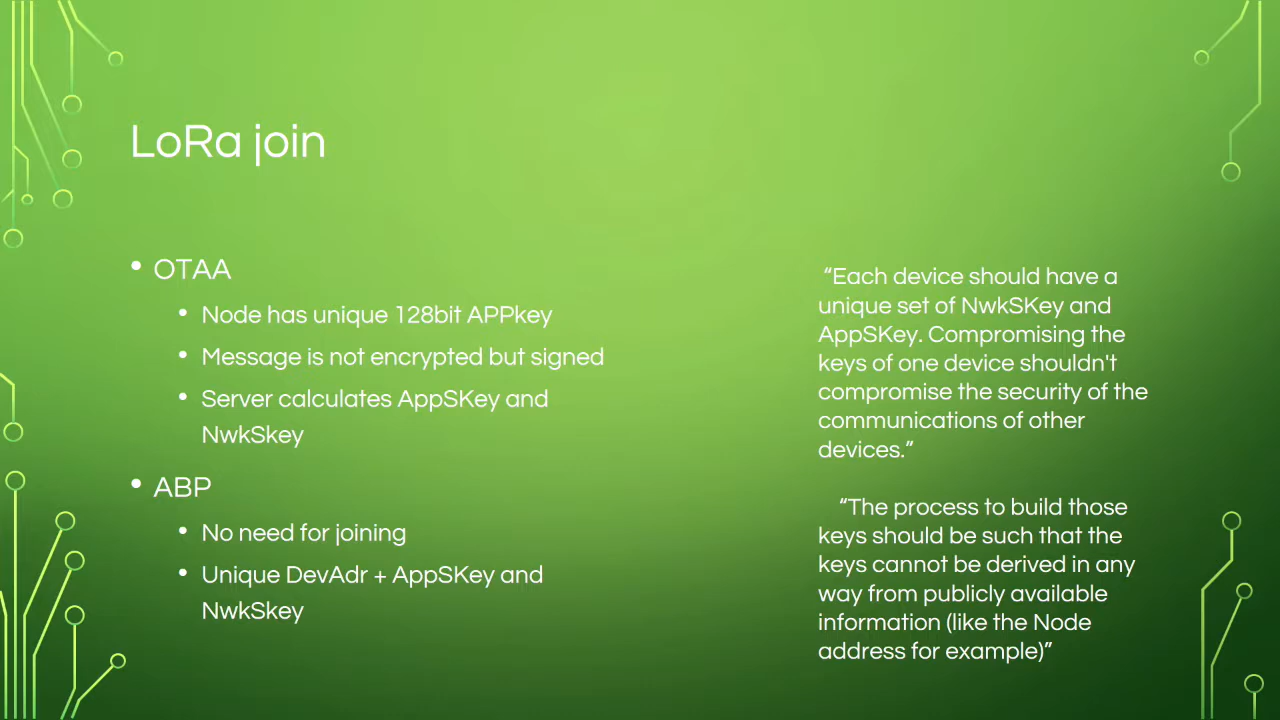 LoRa join
• OTAA
• Node has unique 128bit APPkey
• Message is not encrypted but signed
• Server calculates AppSKey and
NwkSkey
• ABP
• No need for joining
• Unique DevAdr + AppSKey and
NwkSkey
“Each device should have a
unique set of NwkSKey and
AppSKey. Compromising the
keys of one device shouldn't
compromise the security of the
communications of other
devices.”
“The process to build those
keys should be such that the
keys cannot be derived in any
way from publicly available
information (like the Node
address for example)”